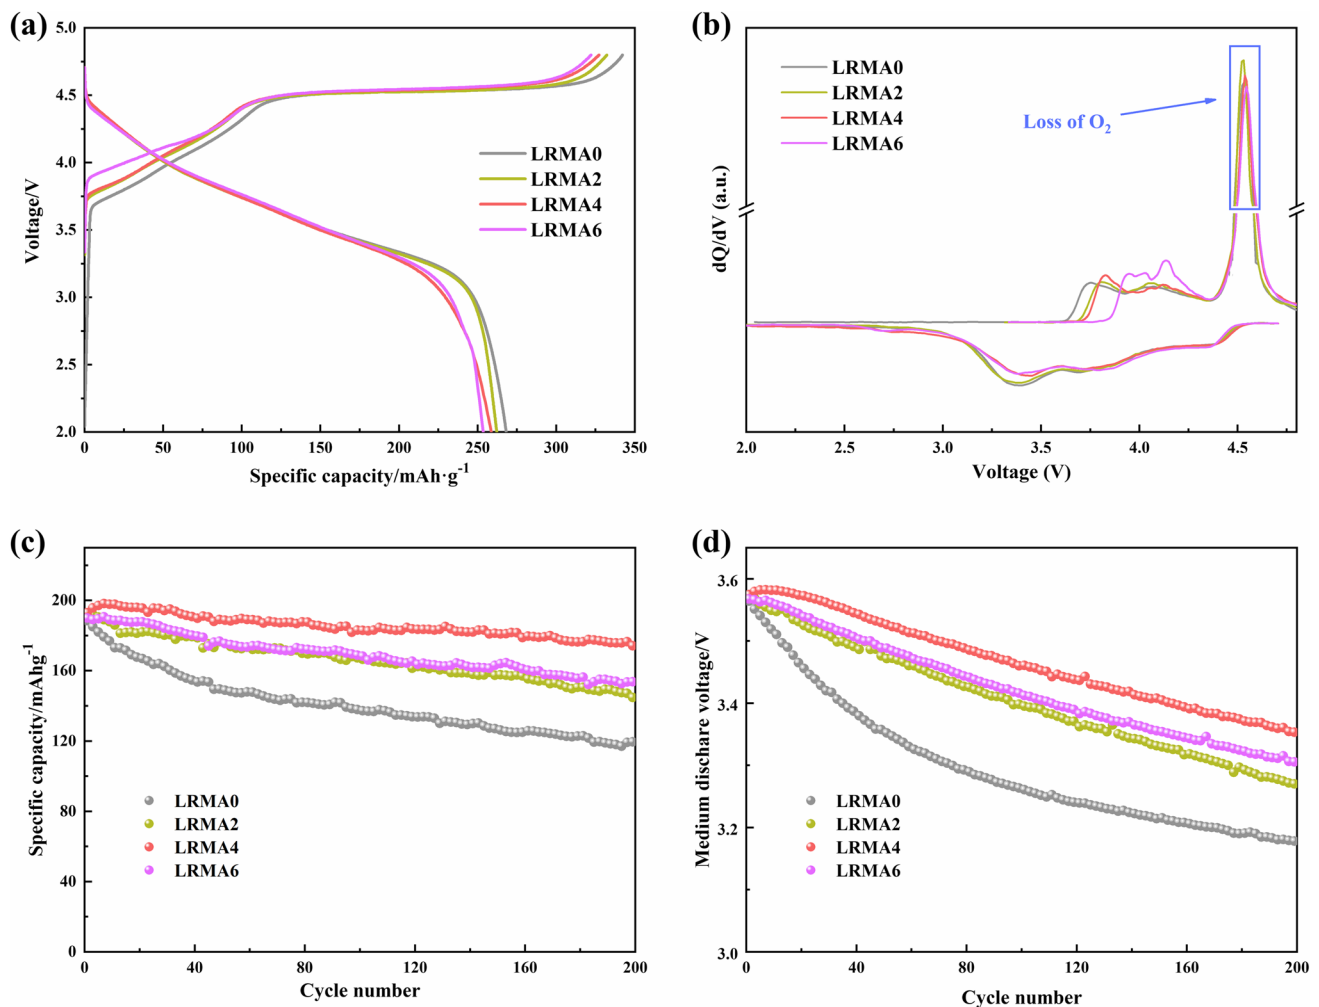 (a)
5.0
4.5
4.0
3.5
3.0
2.5
2.0
Voltage/V
LRMA0
LRMA2
LRMA4
LRMA6
0
50
100
150
200
250
300
350
Specific capacity/mAh·g⁻¹
(b)
LRMA0
LRMA2
LRMA4
LRMA6
Loss of O₂
dQ/dV (a.u.)
2.0
2.5
3.0
3.5
4.0
4.5
Voltage (V)
(c)
200
160
120
80
40
0
Specific capacity/mAhg⁻¹
LRMA0
LRMA2
LRMA4
LRMA6
0
40
80
120
160
200
Cycle number
(d)
3.6
3.4
3.2
3.0
Medium dischare voltage/V
LRMA0
LRMA2
LRMA4
LRMA6
0
40
80
120
160
200
Cycle number